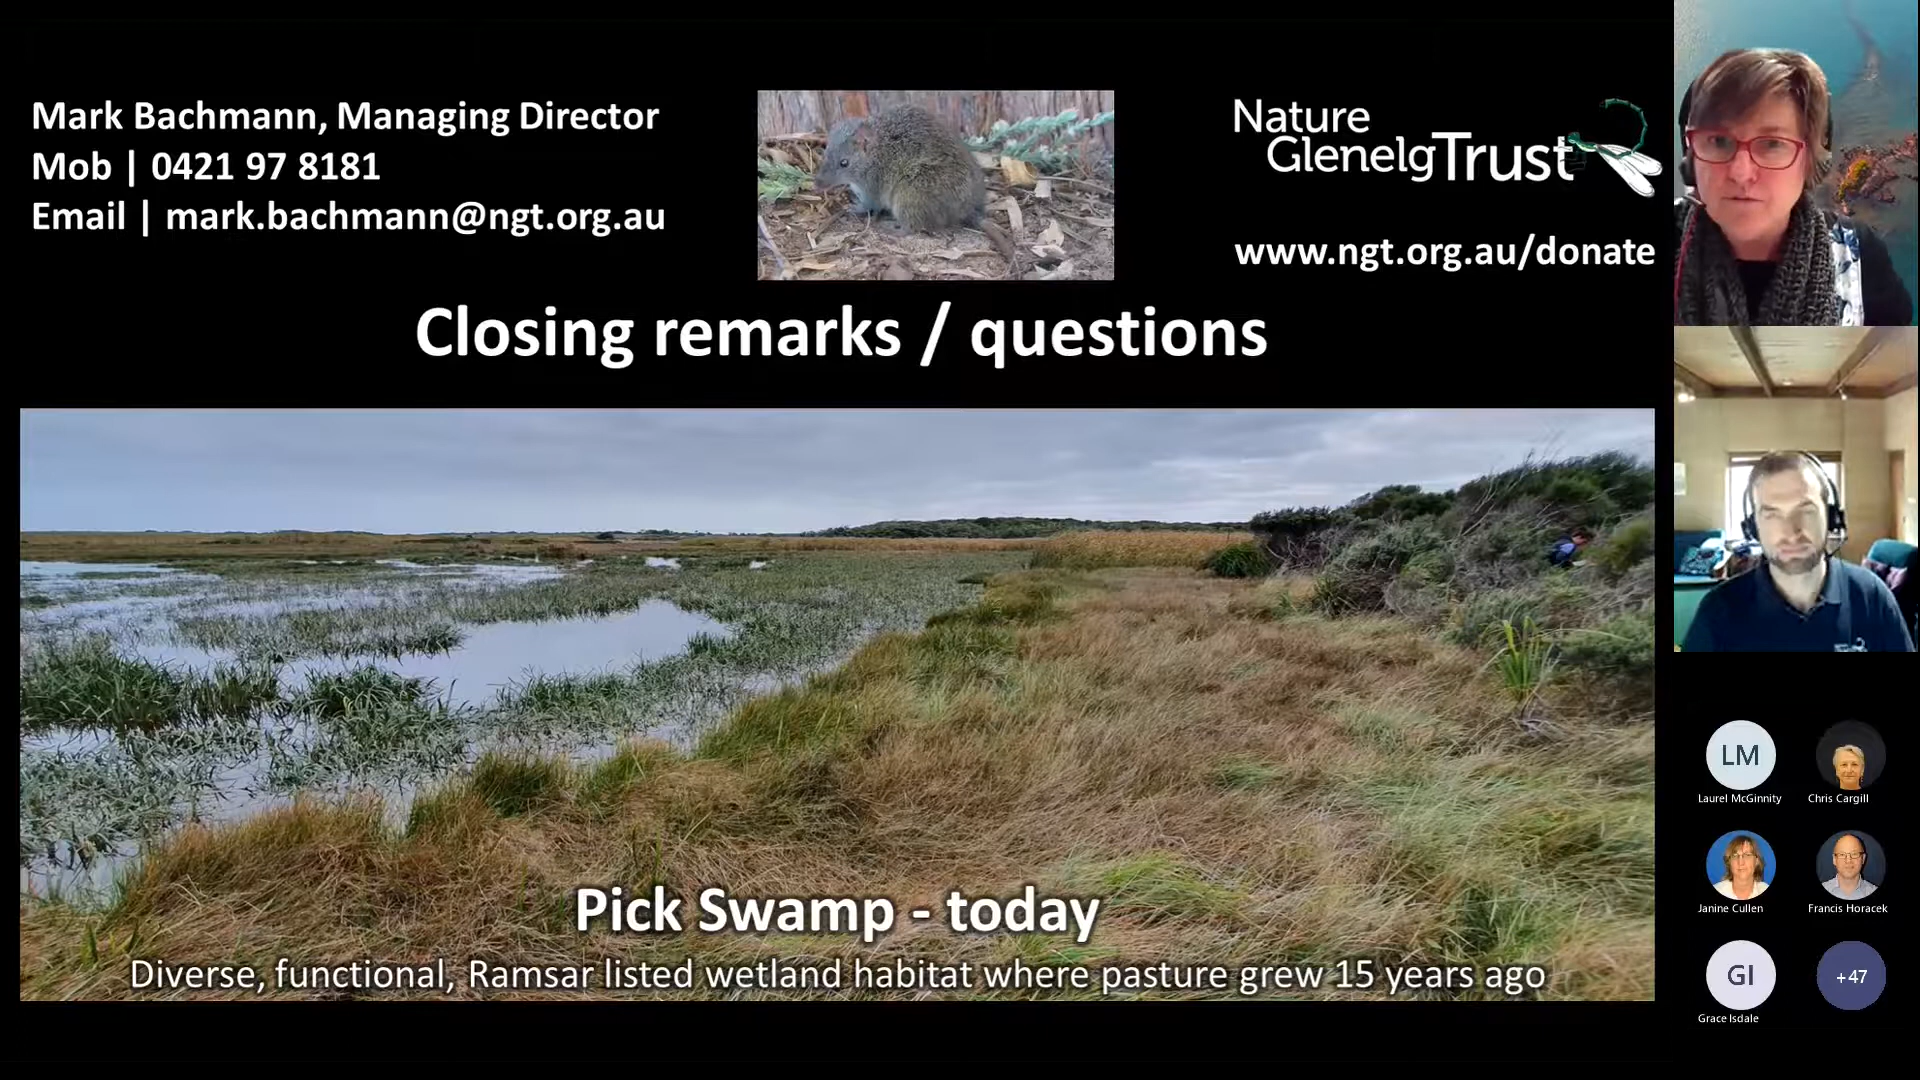 Mark Bachmann, Managing Director
Mob | 0421 97 8181
Email | mark.bachmann@ngt.org.au
Nature
GlenelgTrust
www.ngt.org.au/donate
Closing remarks / questions
Pick Swamp - today
Diverse, functional, Ramsar listed wetland habitat where pasture grew 15 years ago
LM
Laurel McGinnity
Chris Cargill
Janine Cullen
Francis Horacek
GI
Grace Isdale
+47